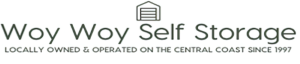 Woy Woy Self Storage
LOCALLY OWNED & OPERATED ON THE CENTRAL COAST SINCE 1997